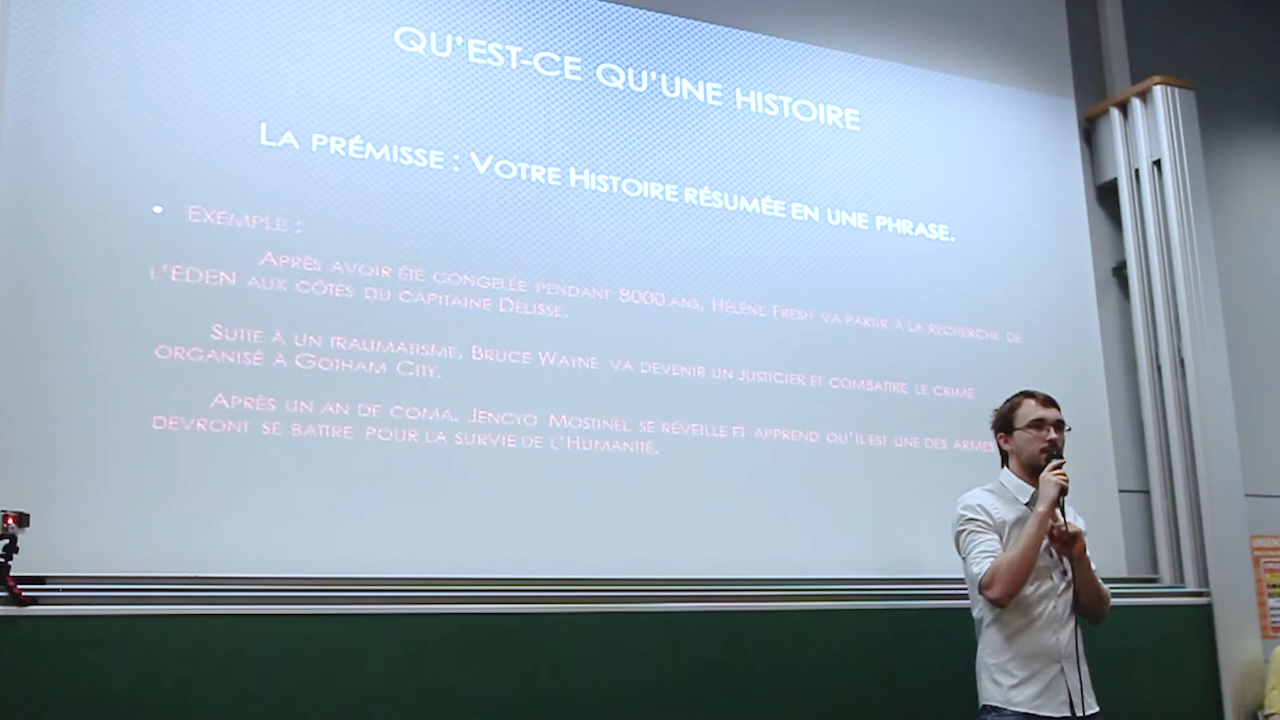 QU'EST-CE QU'UNE HISTOIRE
LA PRÉMISSE : VOTRE HISTOIRE RÉSUMÉE EN UNE PHRASE.
• EXEMPLE :
APRÈS AVOIR ÉTÉ CONGELÉE PENDANT 8000 ANS, HÉLÈNE FRESH VA PARTIR À LA RECHERCHE DE
L'EDEN AUX CÔTÉS DU CAPITAINE DELISSE.
SUITE À UN TRAUMATISME, BRUCE WAYNE VA DEVENIR UN JUSTICIER ET COMBATTRE LE CRIME
ORGANISÉ À GOTHAM CITY.
APRÈS UN AN DE COMA, JENCYO MOSTINEL SE REVEILLE ET APPREND QU'IL EST UNE DES ARMES
DEVRONT SE BATTRE POUR LA SURVIE DE L'HUMANITÉ.